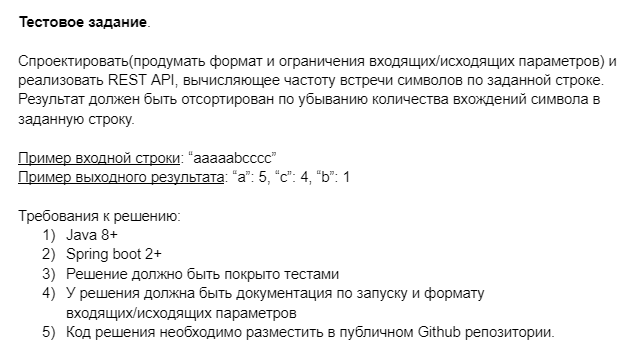 Тестовое задание.
Спроектировать(продумать формат и ограничения входящих/исходящих параметров) и
реализовать REST API, вычисляющее частоту встречи символов по заданной строке.
Результат должен быть отсортирован по убыванию количества вхождений символа в
заданную строку.
Пример входной строки: “aaaaabcccc”
Пример выходного результата: “a”: 5, “c”: 4, “b”: 1
Требования к решению:
1) Java 8+
2) Spring boot 2+
3) Решение должно быть покрыто тестами
4) У решения должна быть документация по запуску и формату
входящих/исходящих параметров
5) Код решения необходимо разместить в публичном Github репозитории.